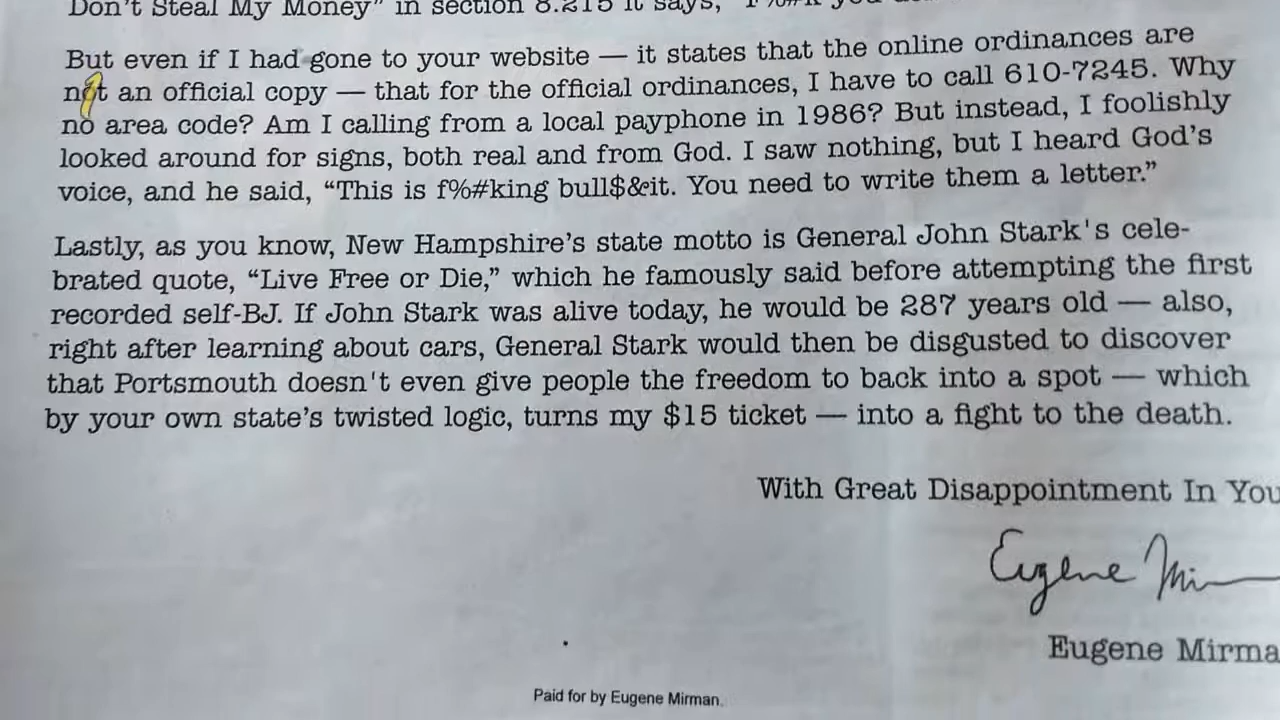 Don't Steal My Money" in section 8.215 it says,
But even if I had gone to your website — it states that the online ordinances are
not an official copy — that for the official ordinances, I have to call 610-7245. Why
no area code? Am I calling from a local payphone in 1986? But instead, I foolishly
looked around for signs, both real and from God. I saw nothing, but I heard God's
voice, and he said, “This is f%#king bull$&it. You need to write them a letter.”
Lastly, as you know, New Hampshire's state motto is General John Stark's cele-
brated quote, “Live Free or Die,” which he famously said before attempting the first
recorded self-BJ. If John Stark was alive today, he would be 287 years old — also,
right after learning about cars, General Stark would then be disgusted to discover
that Portsmouth doesn't even give people the freedom to back into a spot — which
by your own state's twisted logic, turns my $15 ticket — into a fight to the death.
With Great Disappointment In You
Eugene Mirma
Paid for by Eugene Mirman.